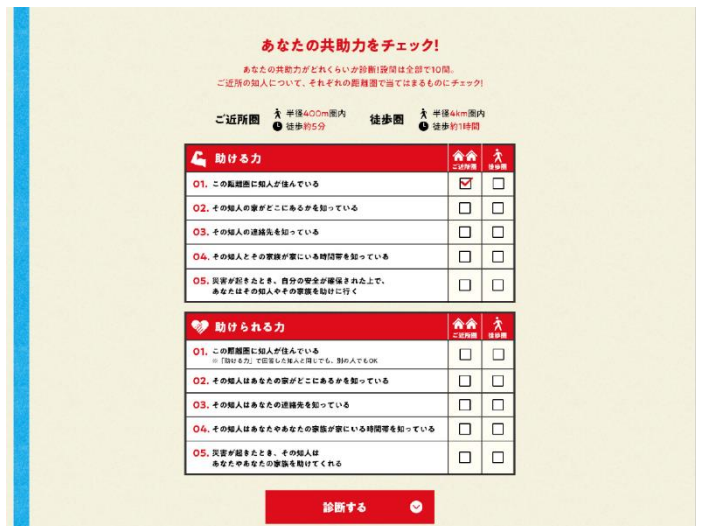 あなたの共助力をチェック!
あなたの共助力がどれくらいか診断!設問は全部で10問。
ご近所の知人について、それぞれの距離圏で当てはまるものにチェック!
ご近所圏 半径400m圏内 徒歩圏 半径4km圏内
徒歩約5分 徒歩約1時間
助ける力 ご近所圏 徒歩圏
01. この距離圏に知人が住んでいる
02. その知人の家がどこにあるかを知っている
03. その知人の連絡先を知っている
04. その知人とその家族が家にいる時間帯を知っている
05. 災害が起きたとき、自分の安全が確保された上で、
あなたはその知人やその家族を助けに行く
助けられる力 ご近所圏 徒歩圏
01. この距離圏に知人が住んでいる
※「助ける力」で回答した知人と同じでも、別の人でもOK
02. その知人はあなたの家がどこにあるかを知っている
03. その知人はあなたの連絡先を知っている
04. その知人はあなたやあなたの家族が家にいる時間帯を知っている
05. 災害が起きたとき、その知人は
あなたやあなたの家族を助けてくれる
診断する